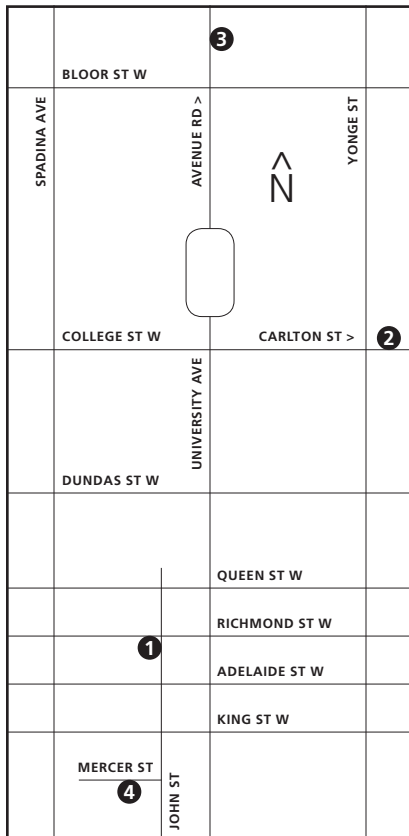 3
BLOOR ST W
SPADINA AVE
AVENUE RD >
YONGE ST
N
COLLEGE ST W
CARLTON ST >
2
UNIVERSITY AVE
DUNDAS ST W
QUEEN ST W
RICHMOND ST W
1
ADELAIDE ST W
KING ST W
MERCER ST
4
JOHN ST